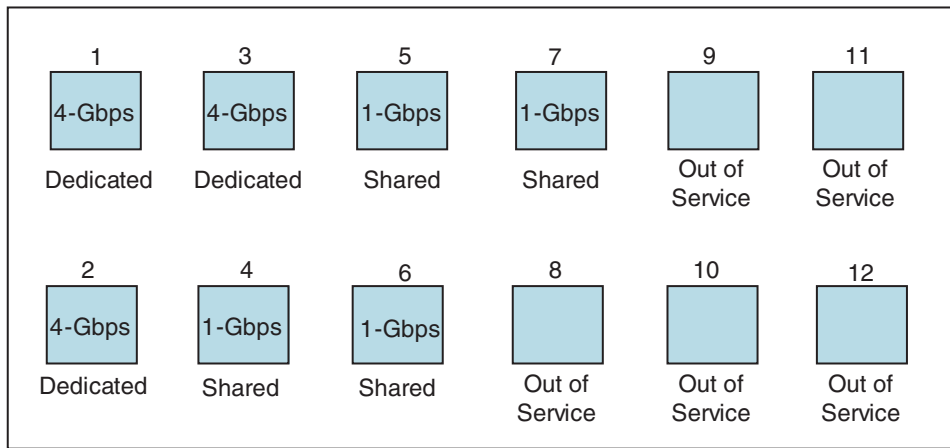 1 3 5 7 9 11
4-Gbps 4-Gbps 1-Gbps 1-Gbps
Dedicated Dedicated Shared Shared Out of Service Out of Service
2 4 6 8 10 12
4-Gbps 1-Gbps 1-Gbps
Dedicated Shared Shared Out of Service Out of Service Out of Service